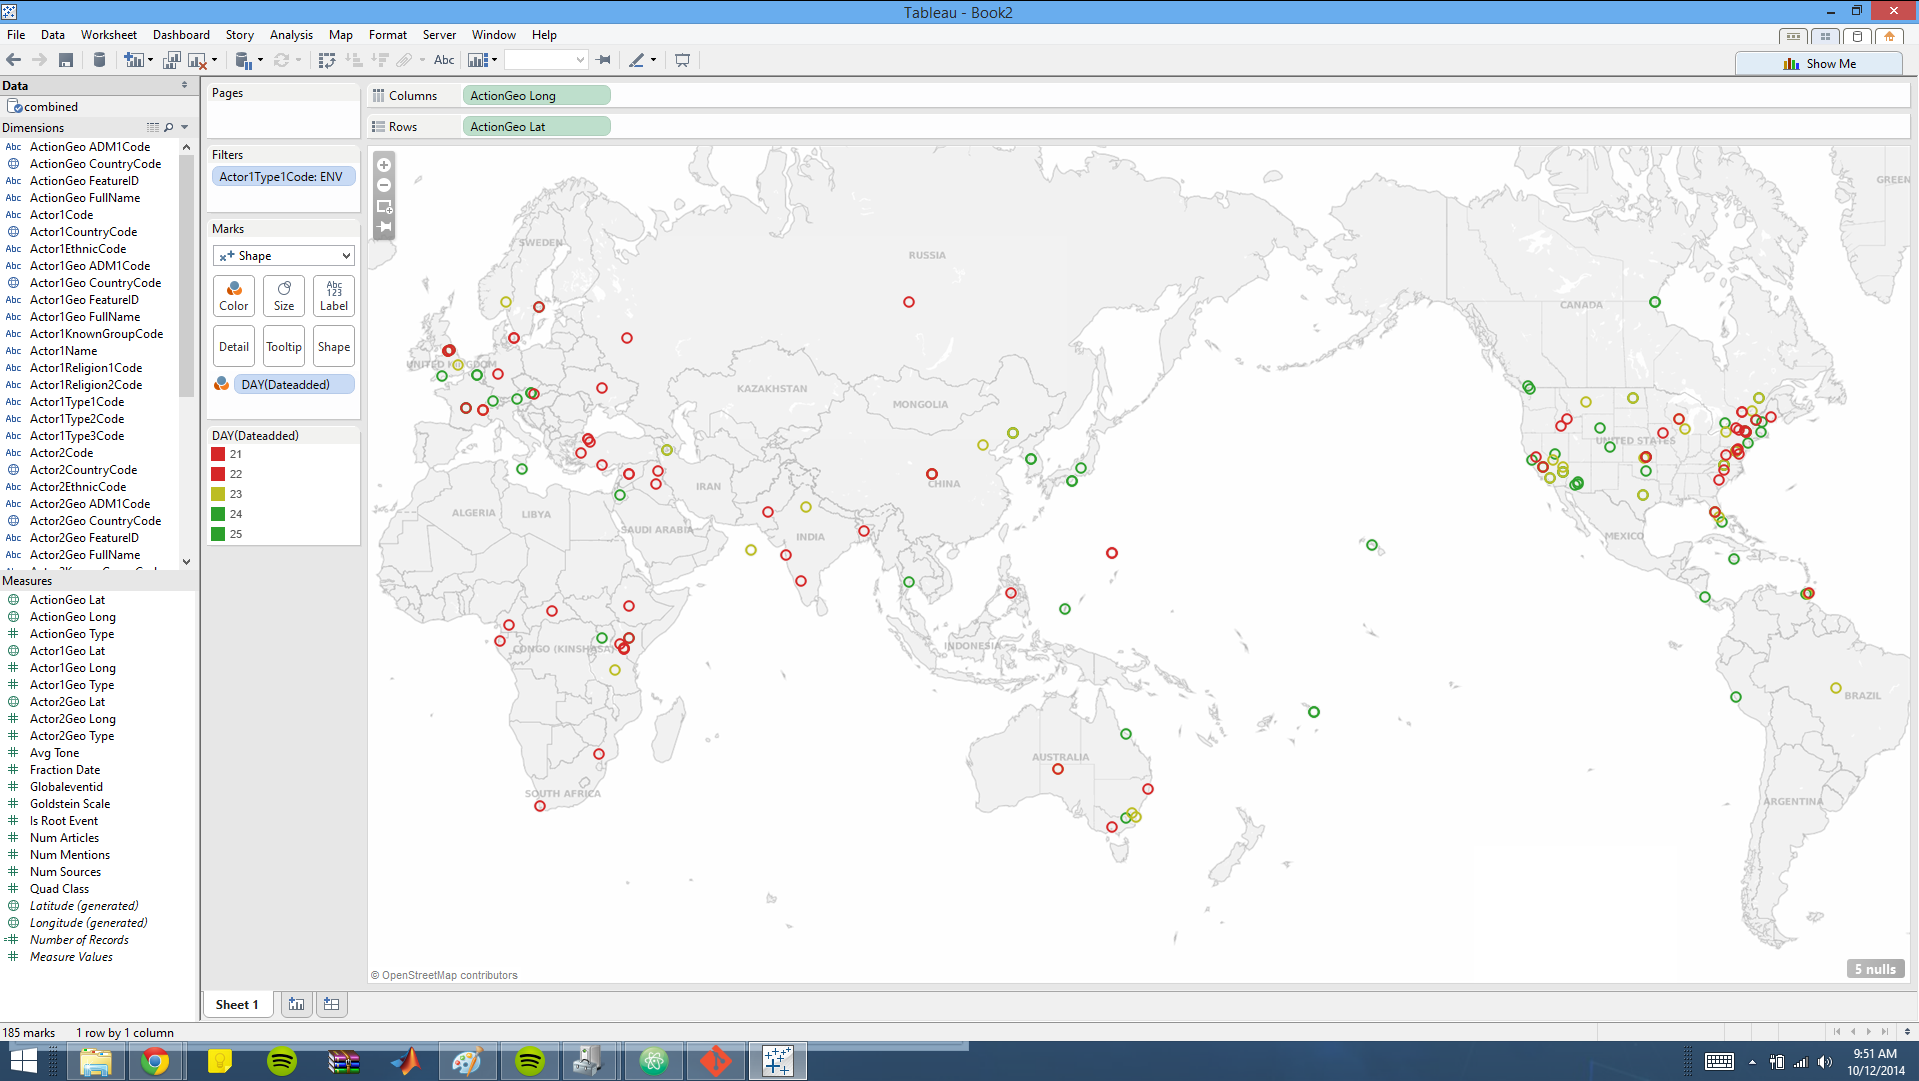 Tableau - Book2
File Data Worksheet Dashboard Story Analysis Map Format Server Window Help
Abc
Show Me
Data
combined
Dimensions
Abc ActionGeo ADM1Code
ActionGeo CountryCode
Abc ActionGeo FeatureID
Abc ActionGeo FullName
Abc Actor1Code
Actor1CountryCode
Abc Actor1EthnicCode
Abc Actor1Geo ADM1Code
Actor1Geo CountryCode
Abc Actor1Geo FeatureID
Abc Actor1Geo FullName
Abc Actor1KnownGroupCode
Abc Actor1Name
Abc Actor1Religion1Code
Abc Actor1Religion2Code
Abc Actor1Type1Code
Abc Actor1Type2Code
Abc Actor1Type3Code
Abc Actor2Code
Actor2CountryCode
Abc Actor2EthnicCode
Abc Actor2Geo ADM1Code
Actor2Geo CountryCode
Abc Actor2Geo FeatureID
Abc Actor2Geo FullName
Measures
ActionGeo Lat
ActionGeo Long
# ActionGeo Type
Actor1Geo Lat
# Actor1Geo Long
# Actor1Geo Type
Actor2Geo Lat
# Actor2Geo Long
# Actor2Geo Type
# Avg Tone
# Fraction Date
# Globaleventid
# Goldstein Scale
# Is Root Event
# Num Articles
# Num Mentions
# Num Sources
# Quad Class
Latitude (generated)
Longitude (generated)
=# Number of Records
# Measure Values
Pages
Filters
Actor1Type1Code: ENV
Marks
Shape
Color Size Abc 123 Label
Detail Tooltip Shape
DAY(Dateadded)
DAY(Dateadded)
21
22
23
24
25
Columns ActionGeo Long
Rows ActionGeo Lat
GREEN
SWEDEN
RUSSIA
CANADA
UNITED KINGDOM
KAZAKHSTAN
MONGOLIA
UNITED STATES
IRAN
CHINA
ALGERIA
LIBYA
SAUDI ARABIA
INDIA
MEXICO
CONGO (KINSHASA)
INDONESIA
BRAZIL
AUSTRALIA
SOUTH AFRICA
ARGENTINA
© OpenStreetMap contributors
5 nulls
Sheet 1
185 marks 1 row by 1 column
9:51 AM
10/12/2014